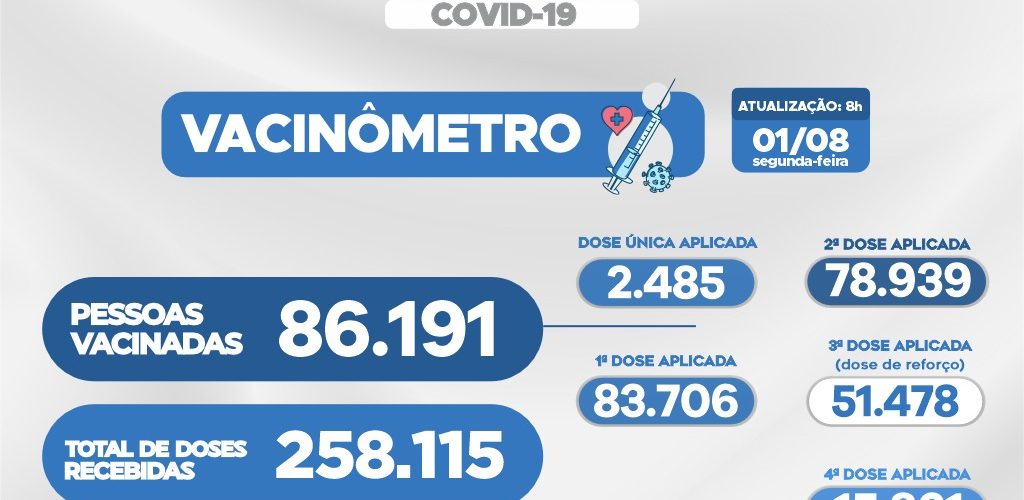 COVID-19
VACINÔMETRO
ATUALIZAÇÃO: 8h
01/08
segunda-feira
PESSOAS
VACINADAS
86.191
DOSE ÚNICA APLICADA
2.485
1ª DOSE APLICADA
83.706
2ª DOSE APLICADA
78.939
3ª DOSE APLICADA
(dose de reforço)
51.478
4ª DOSE APLICADA
TOTAL DE DOSES
RECEBIDAS
258.115